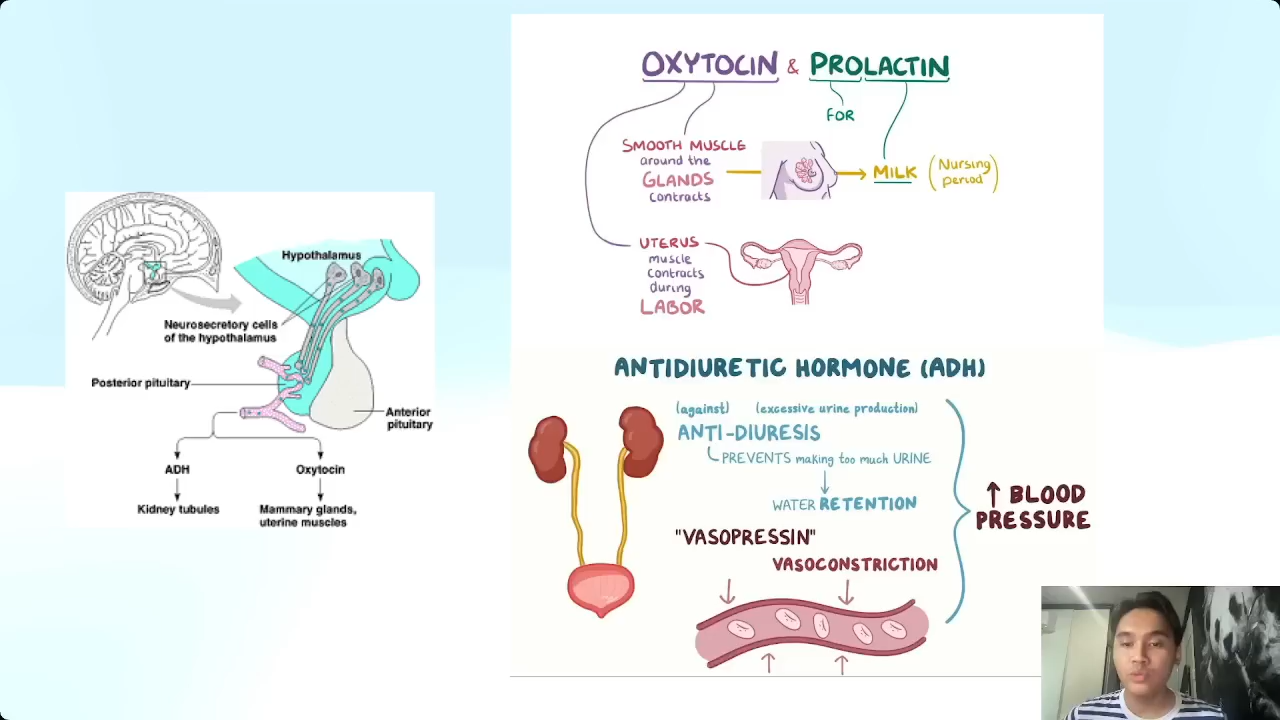 Hypothalamus
Neurosecretory cells
of the hypothalamus
Posterior pituitary
Anterior
pituitary
ADH
Oxytocin
Kidney tubules
Mammary glands,
uterine muscles
OXYTOCIN & PROLACTIN
FOR
SMOOTH MUSCLE
around the
GLANDS
contracts
MILK
(Nursing
period)
UTERUS
muscle
contracts
during
LABOR
ANTIDIURETIC HORMONE (ADH)
(against) (excessive urine production)
ANTI-DIURESIS
PREVENTS making too much URINE
WATER RETENTION
"VASOPRESSIN"
VASOCONSTRICTION
↑ BLOOD
PRESSURE